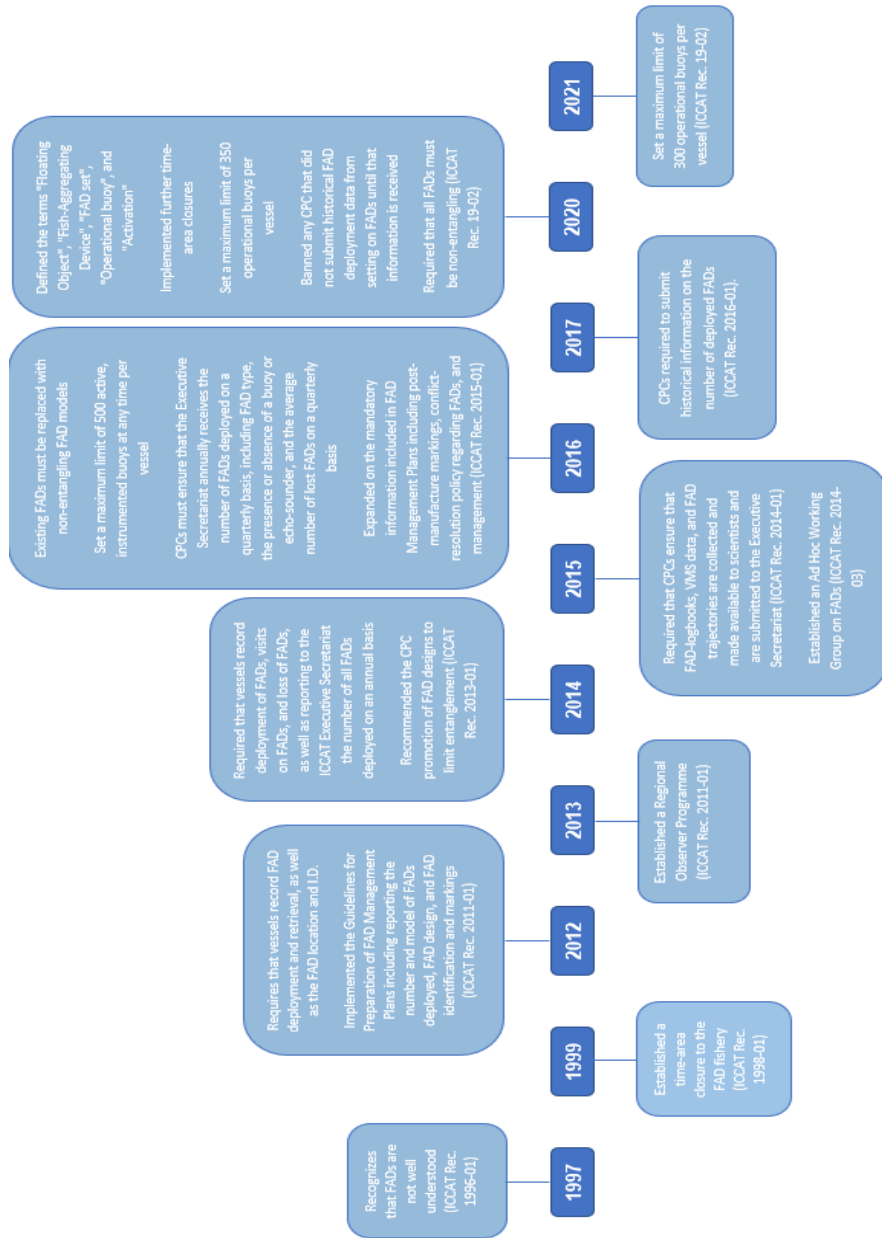 Recognizes
that FADs are
not well
understood
(ICCAT Rec.
1996-01)
1997
1999
Established a
time-area
closure to the
FAD fishery
(ICCAT Rec.
1998-01)
Requires that vessels record FAD
deployment and retrieval, as well
as the FAD location and I.D.
Implemented the Guidelines for
Preparation of FAD Management
Plans including reporting the
number and model of FADs
deployed, FAD design, and FAD
identification and markings
(ICCAT Rec. 2011-01)
2012
2013
Established a Regional
Observer Programme
(ICCAT Rec. 2011-01)
Required that vessels record
deployment of FADs, visits
on FADs, and loss of FADs,
as well as reporting to the
ICCAT Executive Secretariat
the number of all FADs
deployed on an annual basis
Recommended the CPC
promotion of FAD designs to
limit entanglement (ICCAT
Rec. 2013-01)
2014
2015
Required that CPCs ensure that
FAD-logbooks, VMS data, and FAD
trajectories are collected and
made available to scientists and
are submitted to the Executive
Secretariat (ICCAT Rec. 2014-01)
Established an Ad Hoc Working
Group on FADs (ICCAT Rec. 2014-
03)
Existing FADs must be replaced with
non-entangling FAD models
Set a maximum limit of 500 active,
instrumented buoys at any time per
vessel
CPCs must ensure that the Executive
Secretariat annually receives the
number of FADs deployed on a
quarterly basis, including FAD type,
the presence or absence of a buoy or
echo-sounder, and the average
number of lost FADs on a quarterly
basis
Expanded on the mandatory
information included in FAD
Management Plans including post-
manufacture markings, conflict-
resolution policy regarding FADs, and
management (ICCAT Rec. 2015-01)
2016
2017
CPCs required to submit
historical information on the
number of deployed FADs
(ICCAT Rec. 2016-01).
Defined the terms "Floating
Object", "Fish-Aggregating
Device", "FAD set",
"Operational buoy", and
"Activation"
Implemented further time-
area closures
Set a maximum limit of 350
operational buoys per
vessel
Banned any CPC that did
not submit historical FAD
deployment data from
setting on FADs until that
information is received
Required that all FADs must
be non-entangling (ICCAT
Rec. 19-02)
2020
2021
Set a maximum limit of
300 operational buoys per
vessel (ICCAT Rec. 19-02)